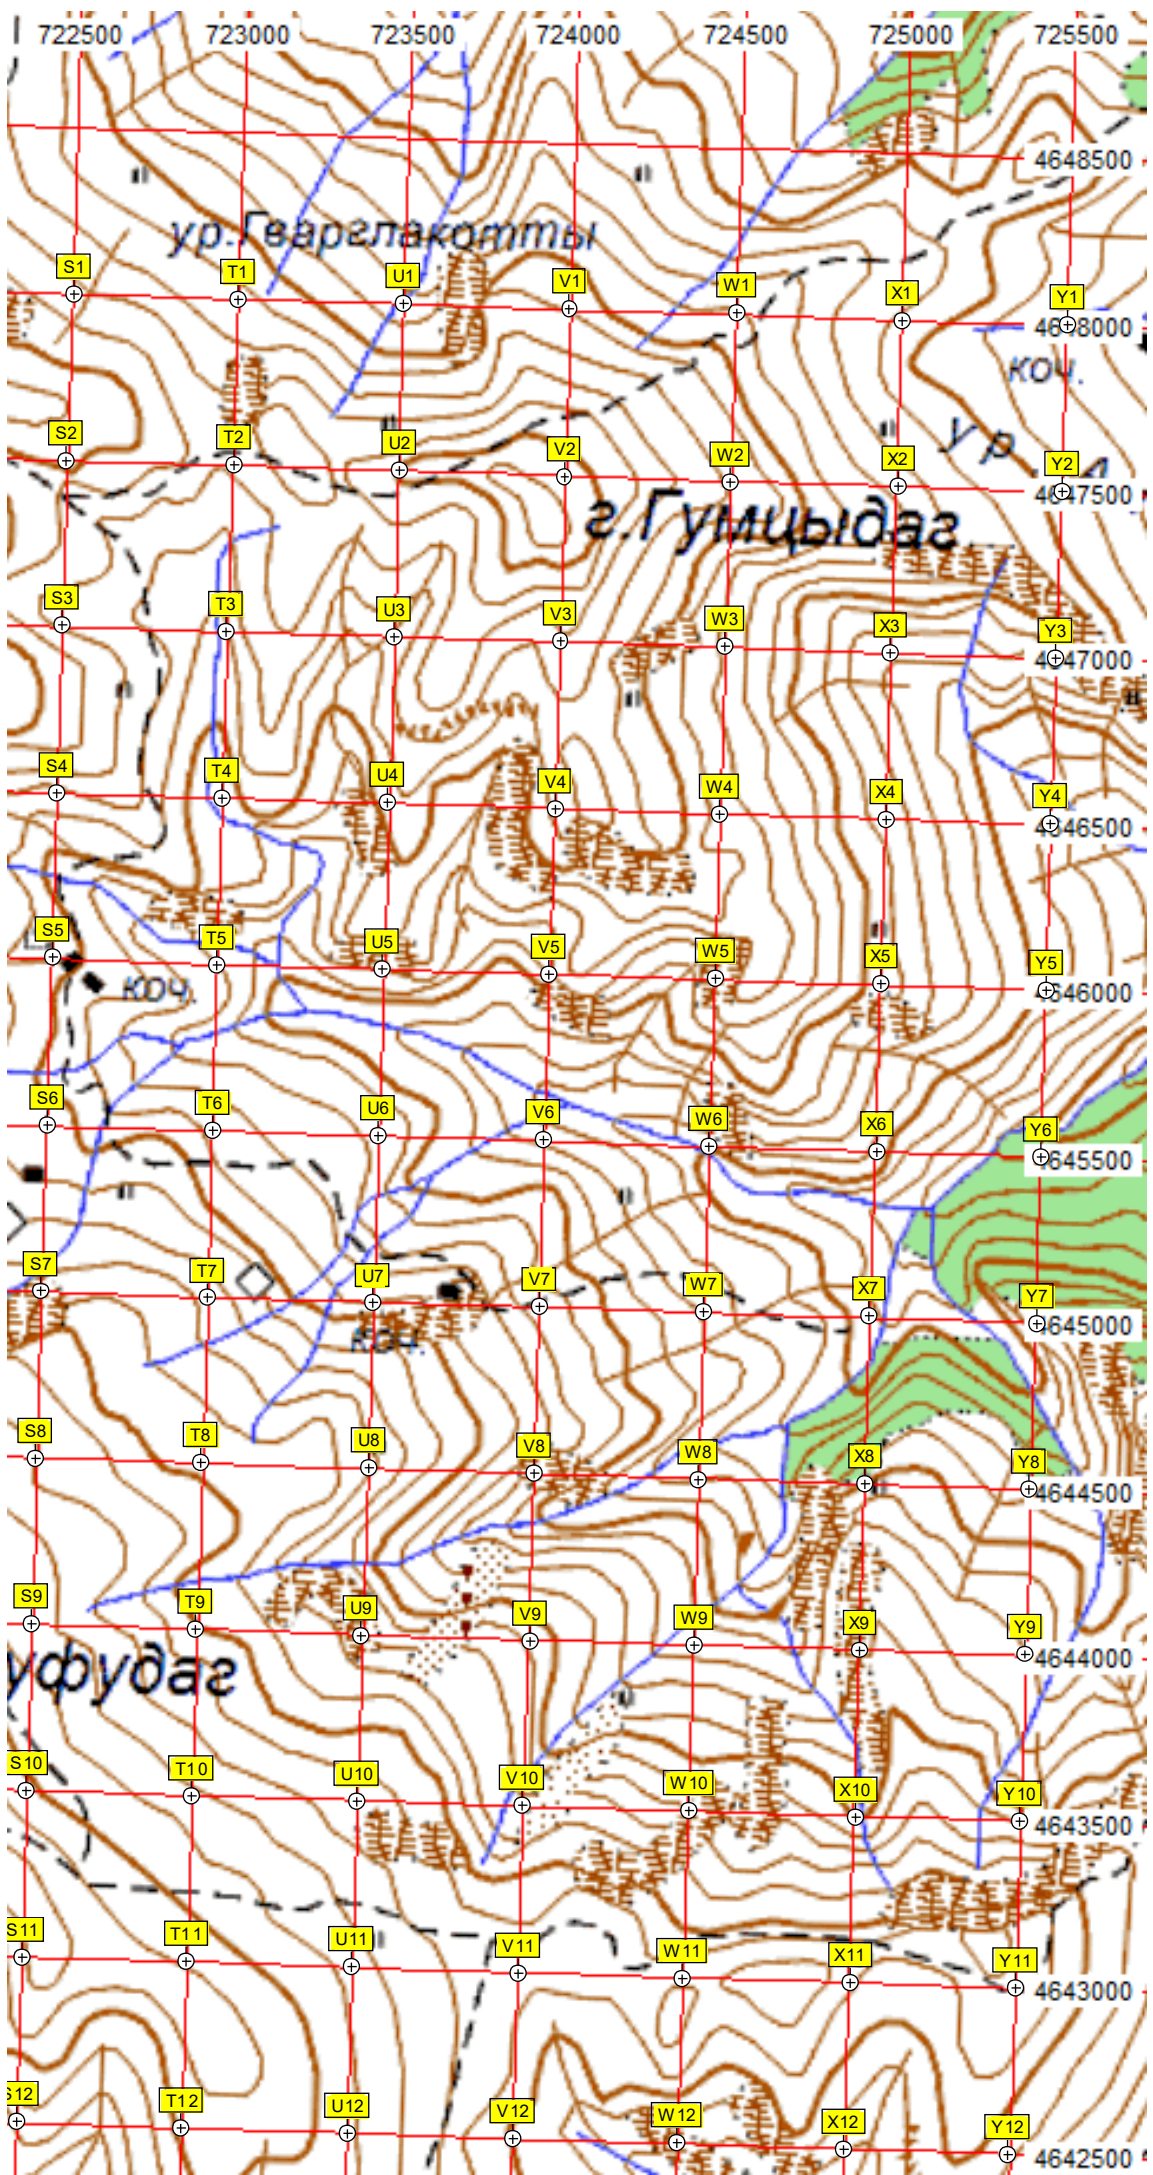 722500 723000 723500 724000 724500 725000 725500
4648500
ур.Гварглакотты
S1 T1 U1 V1 W1 X1 Y1
4648000
коч.
S2 T2 U2 V2 W2 X2 Y2
ур.
4647500
г.Гумцыдаг
S3 T3 U3 V3 W3 X3 Y3
4647000
S4 T4 U4 V4 W4 X4 Y4
4646500
S5 T5 U5 V5 W5 X5 Y5
коч.
4646000
S6 T6 U6 V6 W6 X6 Y6
4645500
S7 T7 U7 V7 W7 X7 Y7
4645000
коч.
S8 T8 U8 V8 W8 X8 Y8
4644500
S9 T9 U9 V9 W9 X9 Y9
4644000
уфудаг
S10 T10 U10 V10 W10 X10 Y10
4643500
S11 T11 U11 V11 W11 X11 Y11
4643000
S12 T12 U12 V12 W12 X12 Y12
4642500